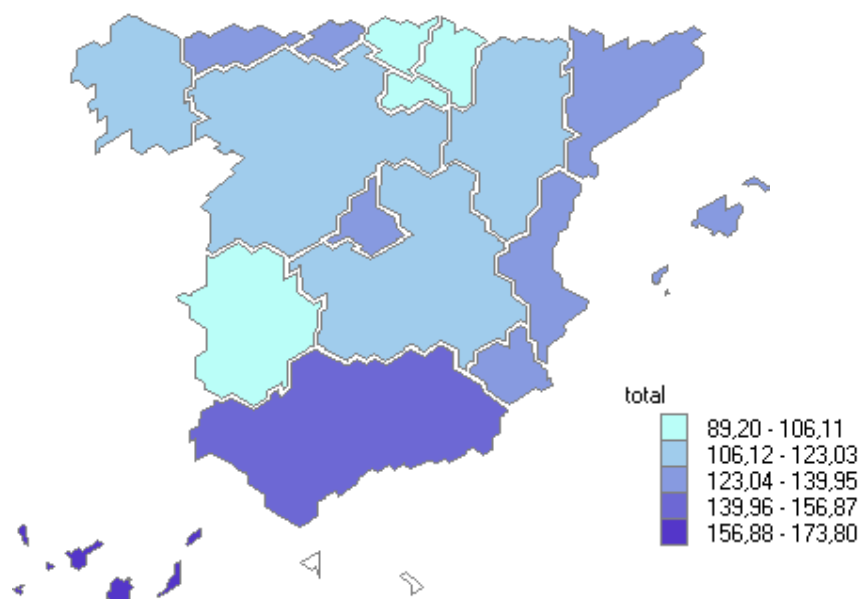 total
89,20 - 106,11
106,12 - 123,03
123,04 - 139,95
139,96 - 156,87
156,88 - 173,80